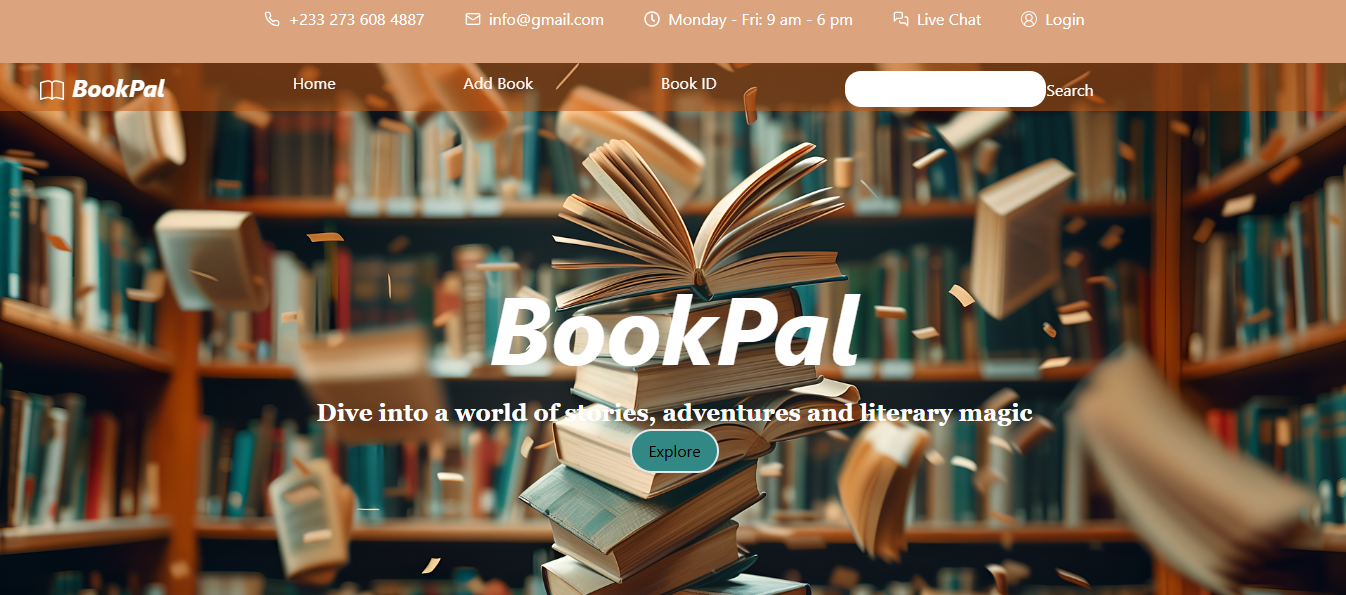 +233 273 608 4887 info@gmail.com Monday - Fri: 9 am - 6 pm Live Chat Login
BookPal Home Add Book Book ID Search
BookPal
Dive into a world of stories, adventures and literary magic
Explore